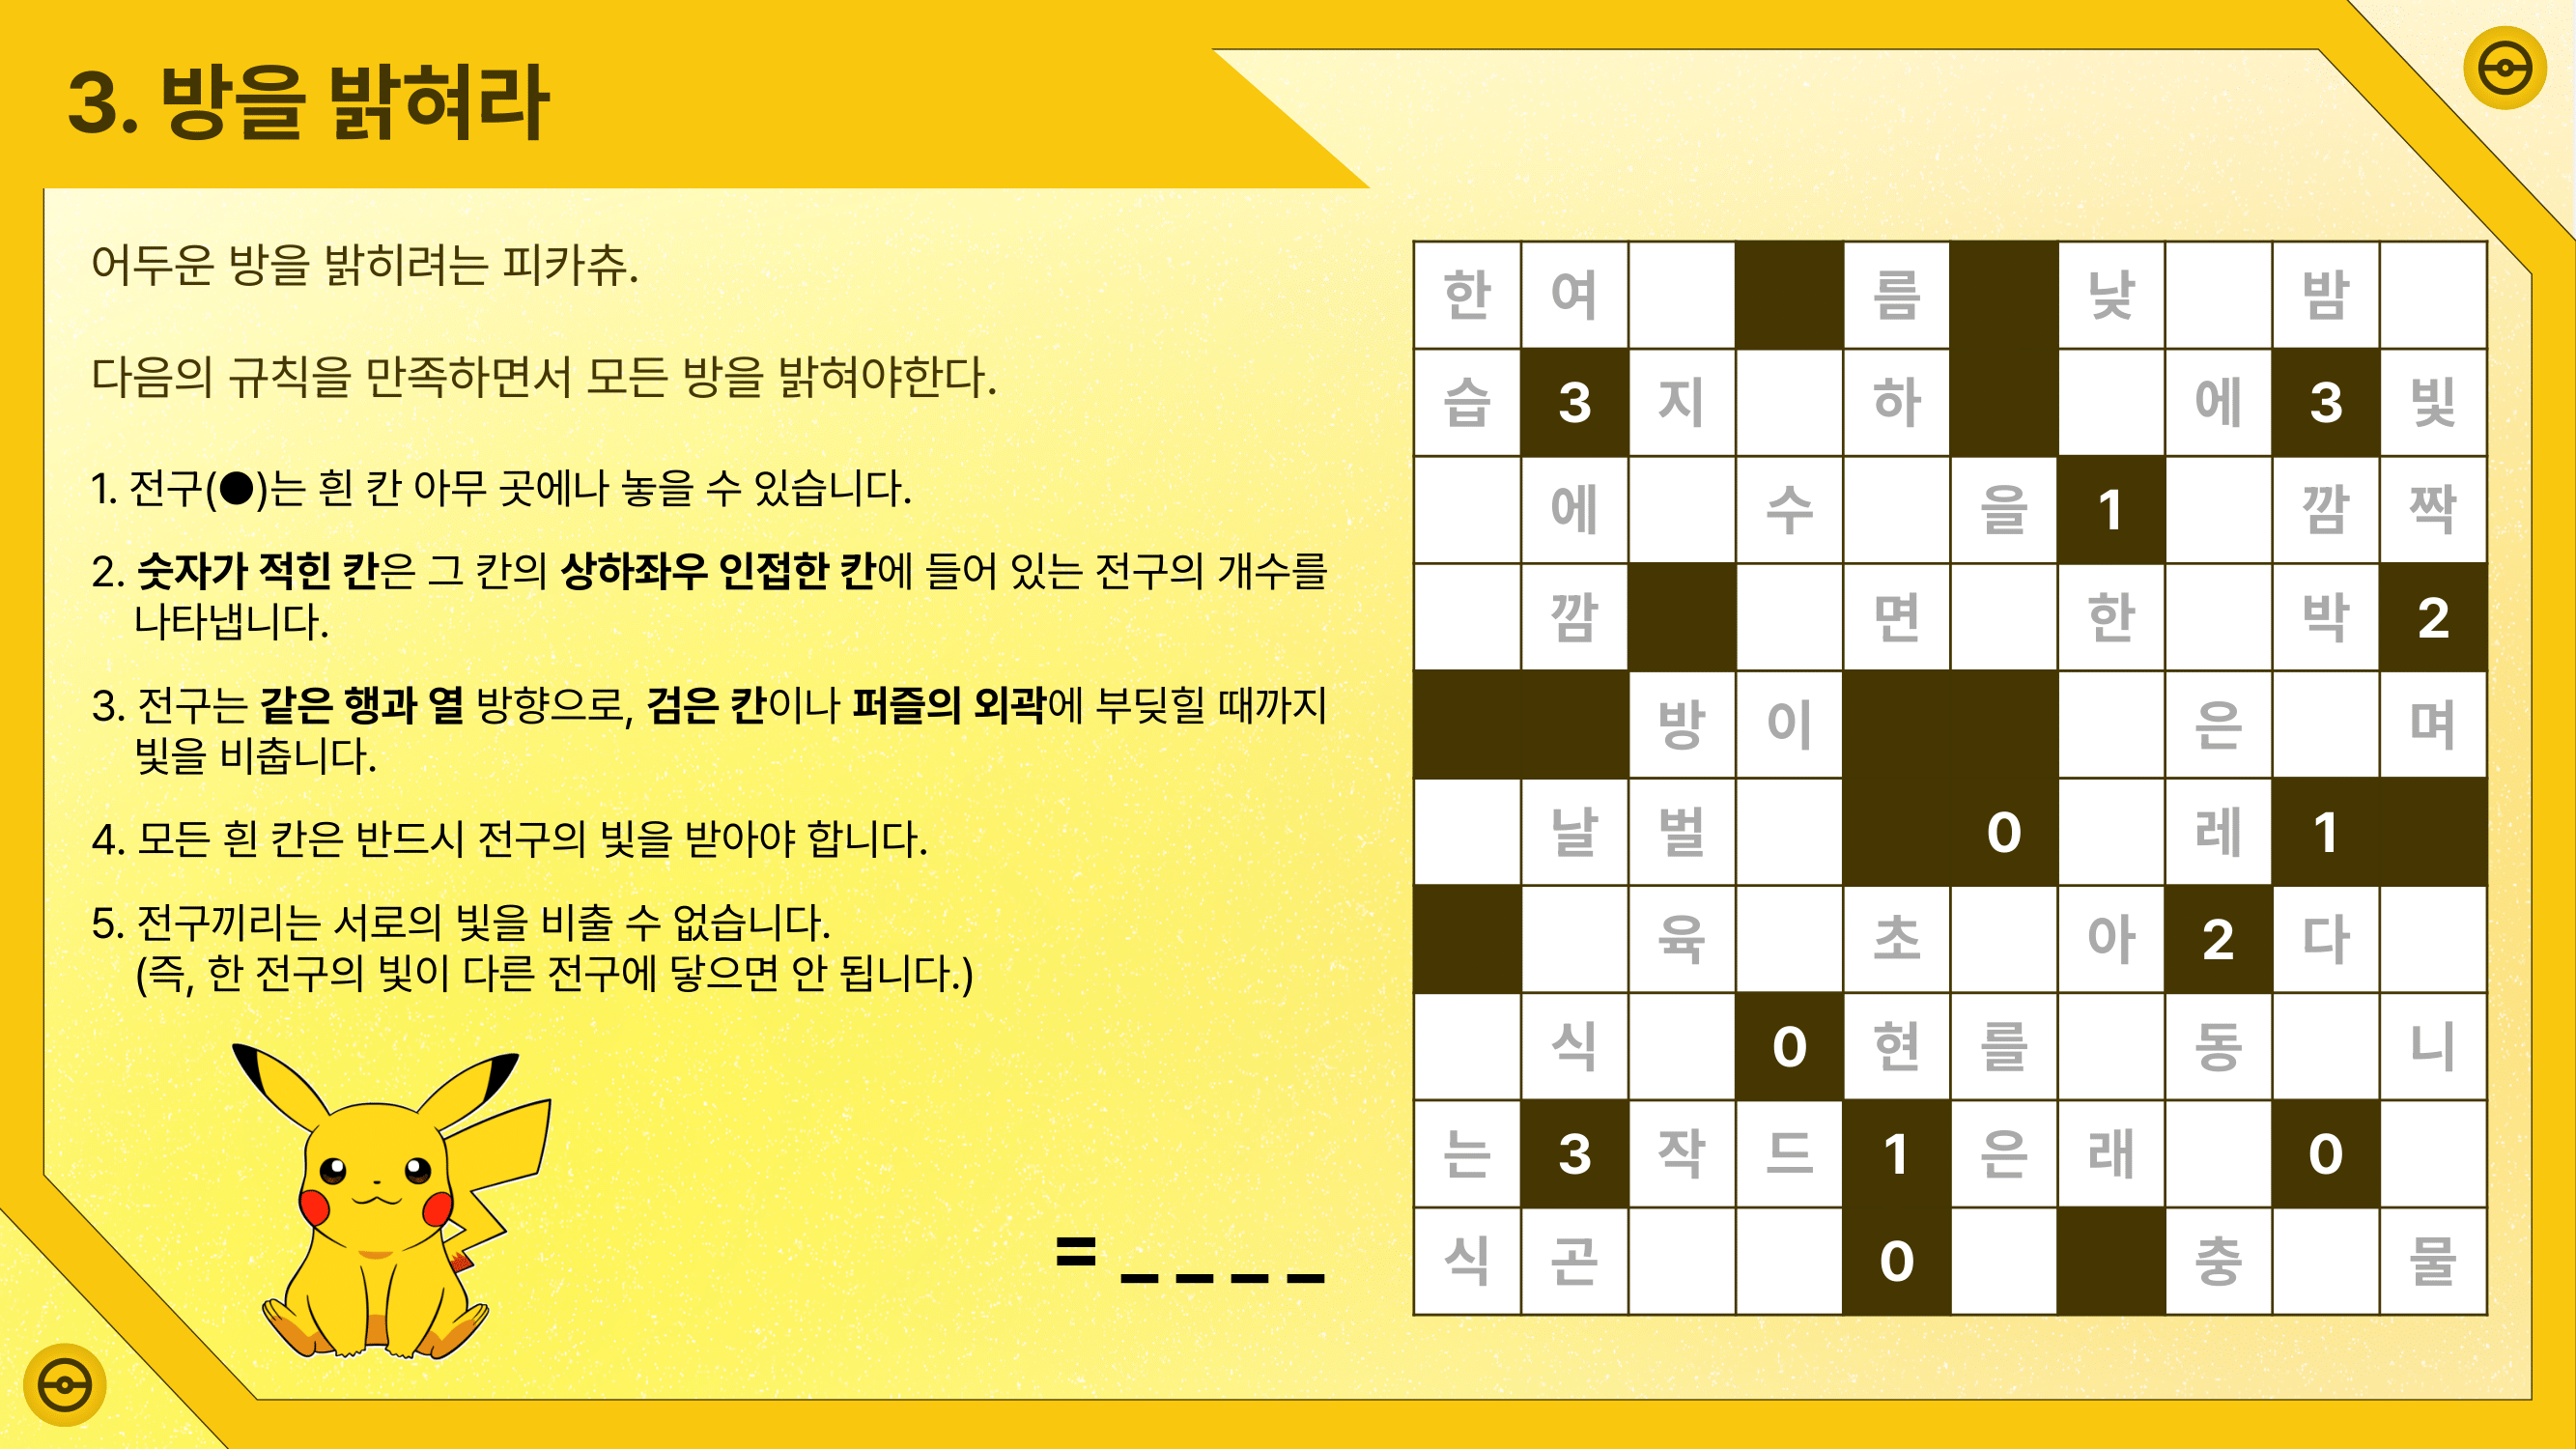 3. 방을 밝혀라
어두운 방을 밝히려는 피카츄.
다음의 규칙을 만족하면서 모든 방을 밝혀야한다.
1. 전구(●)는 흰 칸 아무 곳에나 놓을 수 있습니다.
2. 숫자가 적힌 칸은 그 칸의 상하좌우 인접한 칸에 들어 있는 전구의 개수를
나타냅니다.
3. 전구는 같은 행과 열 방향으로, 검은 칸이나 퍼즐의 외곽에 부딪힐 때까지
빛을 비춥니다.
4. 모든 흰 칸은 반드시 전구의 빛을 받아야 합니다.
5. 전구끼리는 서로의 빛을 비출 수 없습니다.
(즉, 한 전구의 빛이 다른 전구에 닿으면 안 됩니다.)
= _ _ _ _
한 여 름 낮 밤
습 3 지 하 에 3 빛
에 수 을 1 깜 짝
깜 면 한 박 2
방 이 은 며
날 벌 0 레 1
육 초 아 2 다
식 0 현 를 동 니
는 3 작 드 1 은 래 0
식 곤 0 충 물